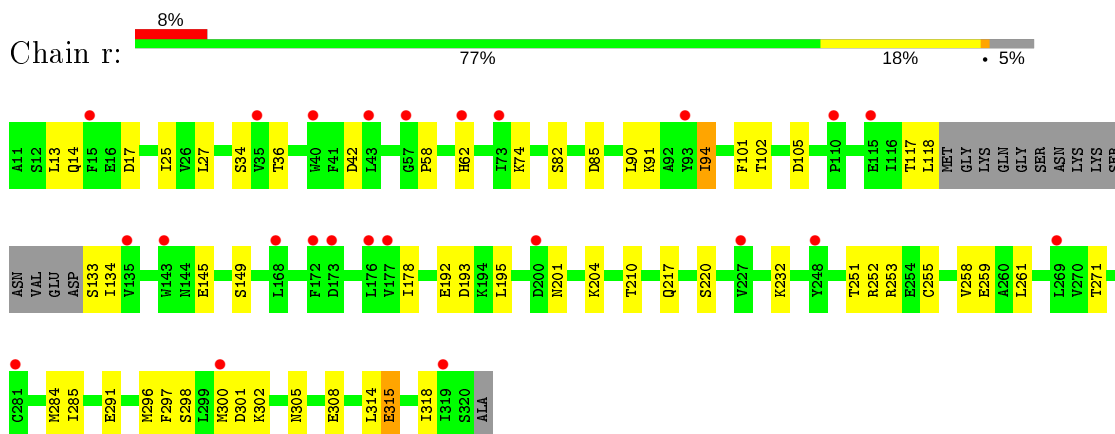 8%
Chain r:
77% 18% • 5%
A11 S12 L13 Q14 F15 E16 D17 I25 V26 L27 S34 V35 T36 W40 F41 D42 L43 G57 P58 H62 I73 K74 S82 D85 L90 K91 A92 Y93 I94 F101 T102 D105 P110 E115 I116 T117 L118 MET GLY LYS GLN GLY SER ASN LYS LYS SER
ASN VAL GLU ASP S133 I134 V135 W143 N144 E145 S149 L168 F172 D173 L176 V177 I178 E192 D193 K194 L195 D200 N201 K204 T210 Q217 S220 V227 K232 Y248 T251 R252 R253 E254 C255 V258 E259 A260 L261 L269 V270 T271
C281 M284 I285 E291 M296 F297 S298 L299 M300 D301 K302 N305 E308 L314 E315 I318 I319 S320 ALA